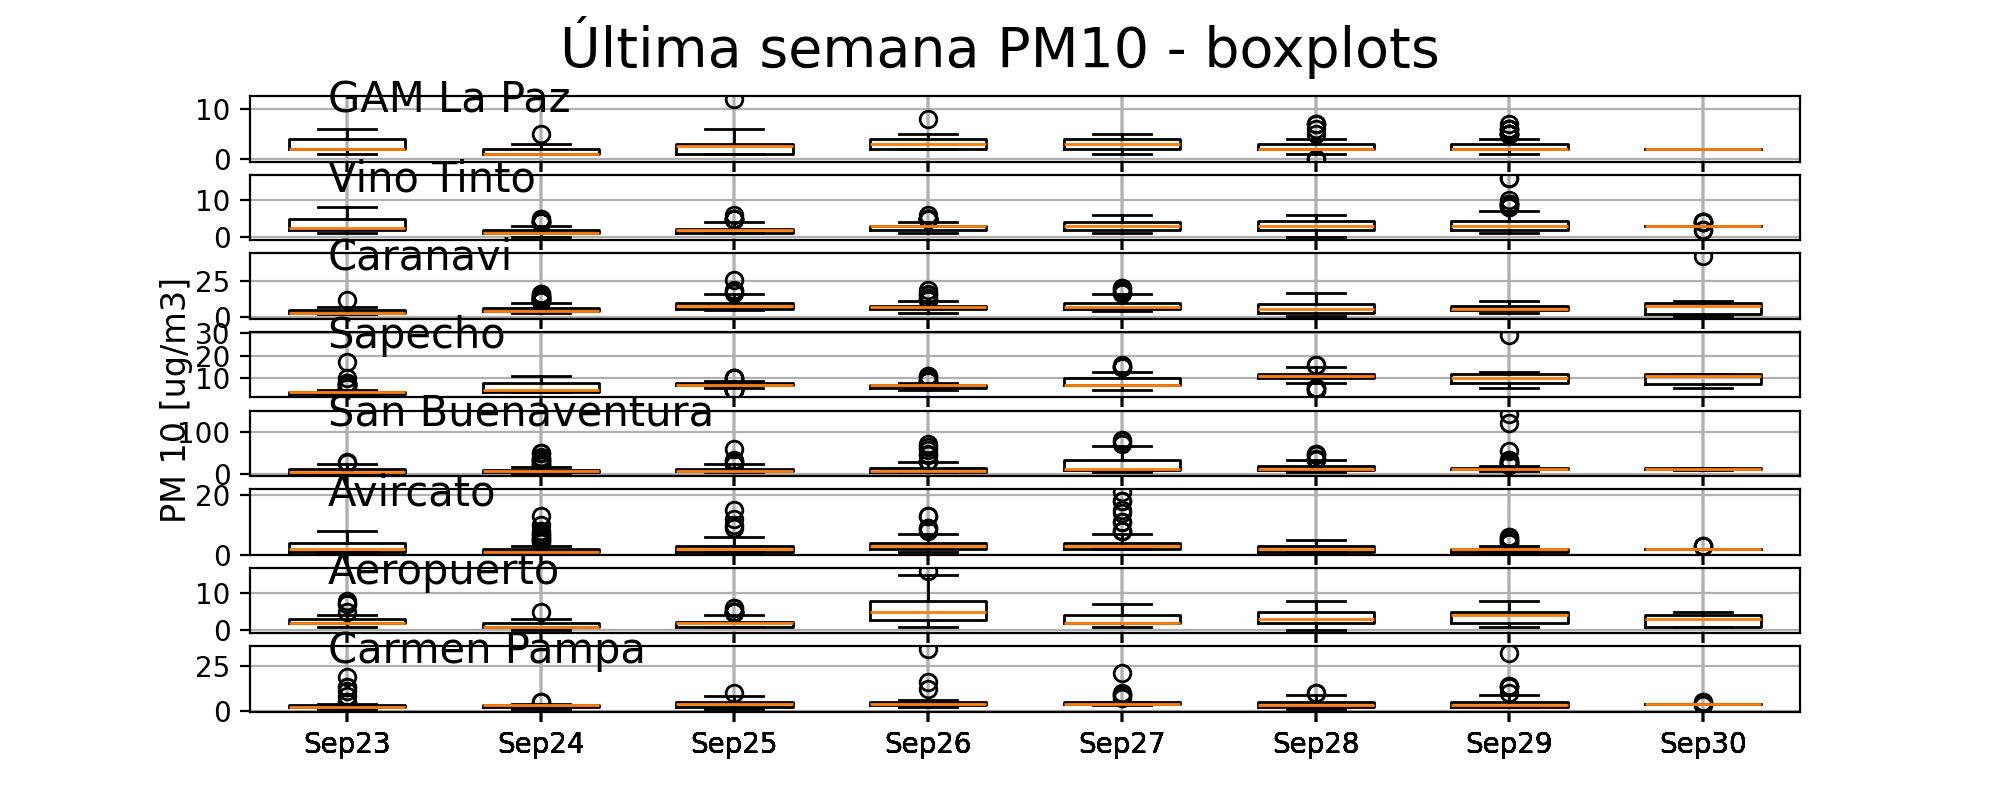 Última semana PM10 - boxplots
GAM La Paz
10
0
Vino Tinto
10
0
Caranavi
25
0
Sapecho
30
20
10
San Buenaventura
100
0
Avircato
20
0
Aeropuerto
10
0
Carmen Pampa
25
0
PM 10 [ug/m3]
Sep23 Sep24 Sep25 Sep26 Sep27 Sep28 Sep29 Sep30